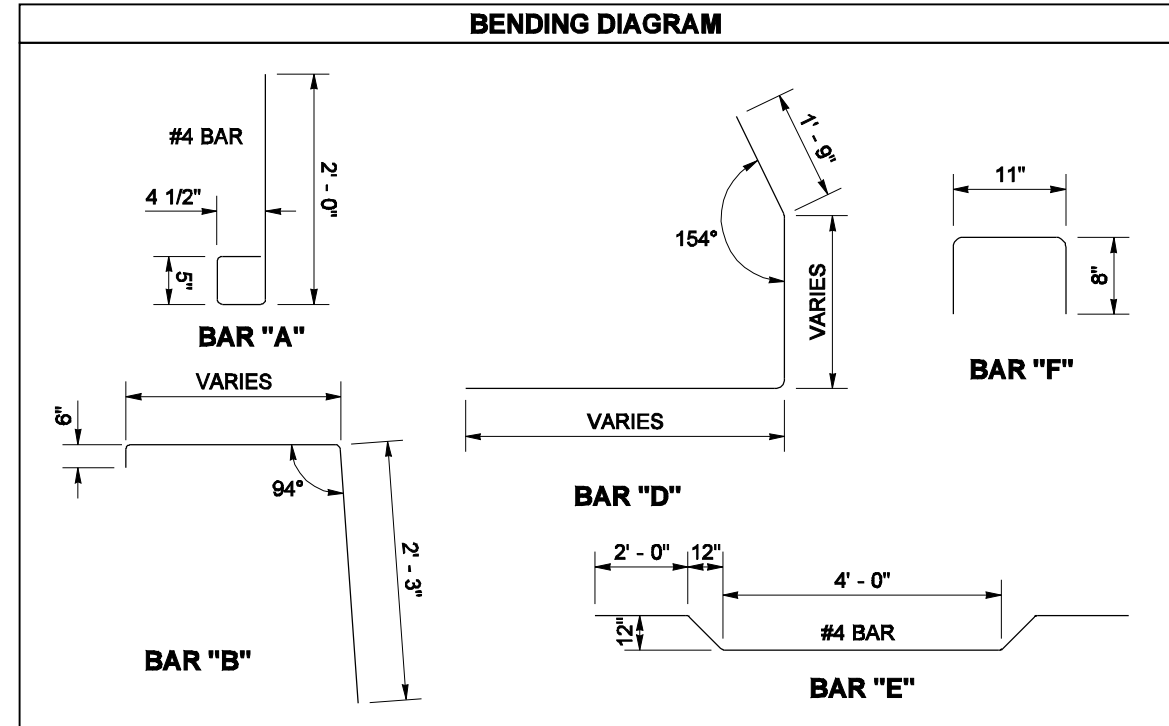 BENDING DIAGRAM
#4 BAR
2' - 0"
4 1/2"
5"
BAR "A"
1' - 9"
154°
VARIES
VARIES
BAR "D"
11"
8"
BAR "F"
VARIES
6"
94°
2' - 3"
BAR "B"
2' - 0"
12"
4' - 0"
12"
#4 BAR
BAR "E"